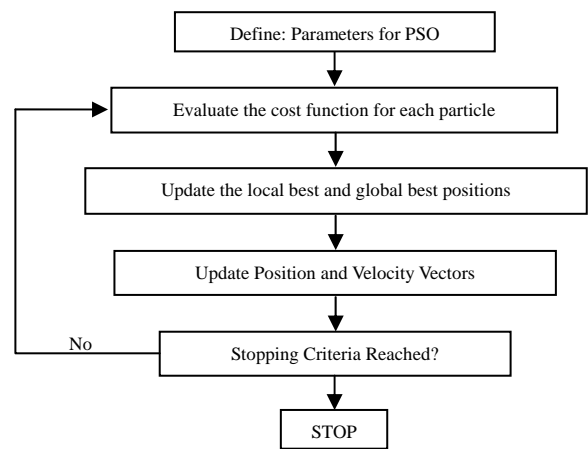 Define: Parameters for PSO
Evaluate the cost function for each particle
Update the local best and global best positions
Update Position and Velocity Vectors
No
Stopping Criteria Reached?
STOP